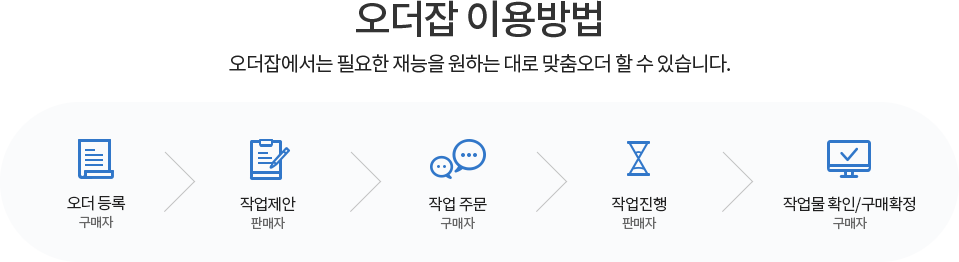 오더잡 이용방법
오더잡에서는 필요한 재능을 원하는 대로 맞춤오더 할 수 있습니다.
오더 등록
구매자
작업제안
판매자
작업 주문
구매자
작업진행
판매자
작업물 확인/구매확정
구매자